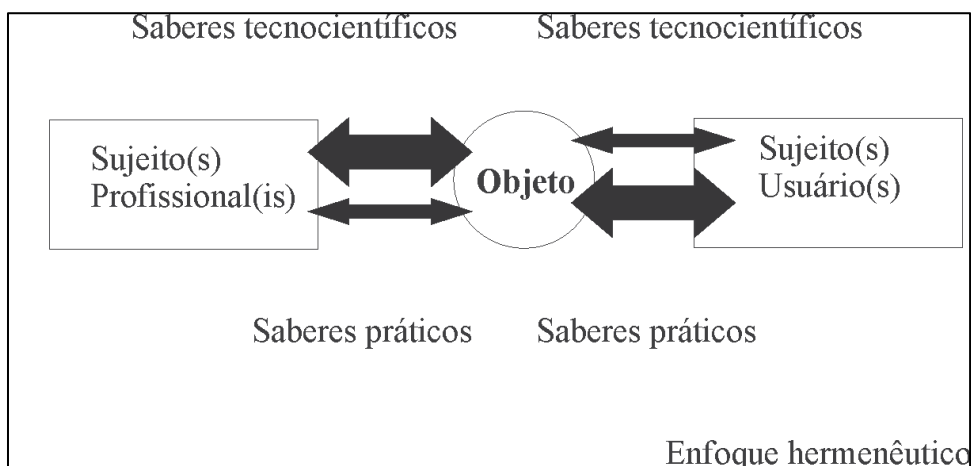 Saberes tecnocientíficos
Saberes tecnocientíficos
Sujeito(s)
Profissional(is)
Objeto
Sujeito(s)
Usuário(s)
Saberes práticos
Saberes práticos
Enfoque hermenêutico